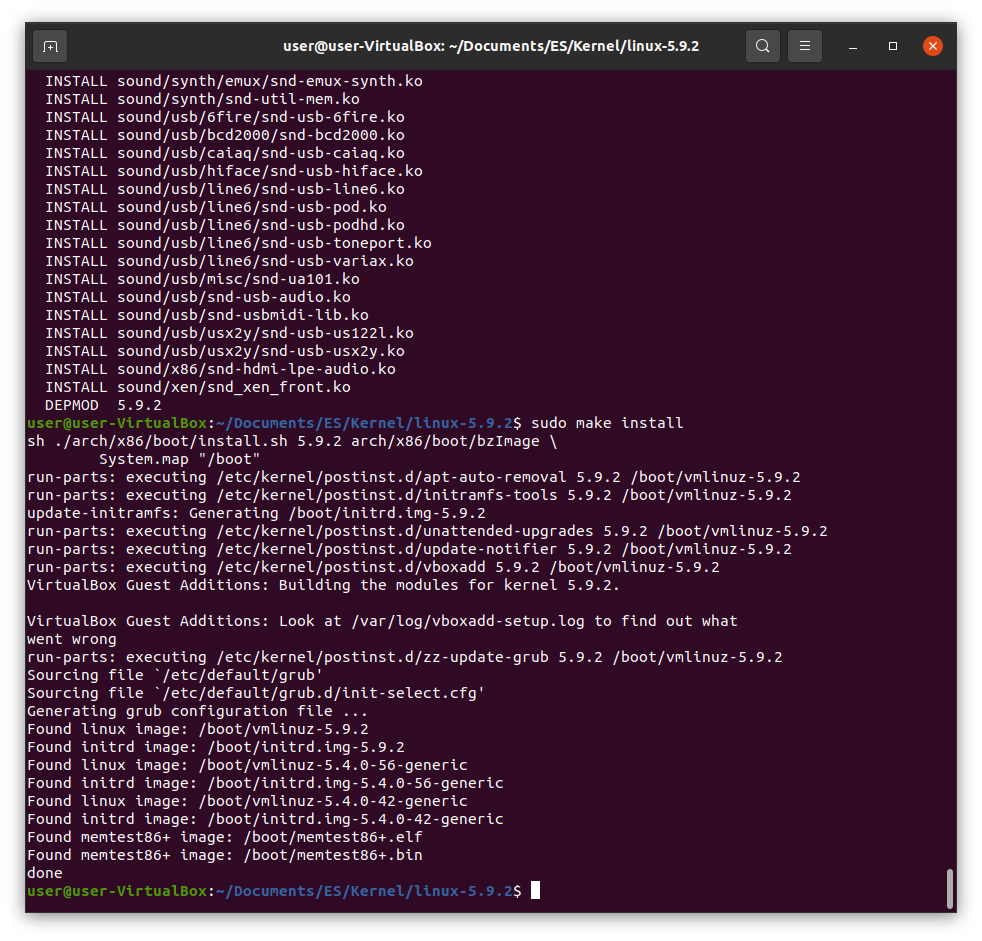 user@user-VirtualBox: ~/Documents/ES/Kernel/linux-5.9.2
INSTALL sound/synth/emux/snd-emux-synth.ko
INSTALL sound/synth/snd-util-mem.ko
INSTALL sound/usb/6fire/snd-usb-6fire.ko
INSTALL sound/usb/bcd2000/snd-bcd2000.ko
INSTALL sound/usb/caiaq/snd-usb-caiaq.ko
INSTALL sound/usb/hiface/snd-usb-hiface.ko
INSTALL sound/usb/line6/snd-usb-line6.ko
INSTALL sound/usb/line6/snd-usb-pod.ko
INSTALL sound/usb/line6/snd-usb-podhd.ko
INSTALL sound/usb/line6/snd-usb-toneport.ko
INSTALL sound/usb/line6/snd-usb-variax.ko
INSTALL sound/usb/misc/snd-ua101.ko
INSTALL sound/usb/snd-usb-audio.ko
INSTALL sound/usb/snd-usbmidi-lib.ko
INSTALL sound/usb/usx2y/snd-usb-us122l.ko
INSTALL sound/usb/usx2y/snd-usb-usx2y.ko
INSTALL sound/x86/snd-hdmi-lpe-audio.ko
INSTALL sound/xen/snd_xen_front.ko
DEPMOD  5.9.2
user@user-VirtualBox:~/Documents/ES/Kernel/linux-5.9.2$ sudo make install
sh ./arch/x86/boot/install.sh 5.9.2 arch/x86/boot/bzImage \
System.map "/boot"
run-parts: executing /etc/kernel/postinst.d/apt-auto-removal 5.9.2 /boot/vmlinuz-5.9.2
run-parts: executing /etc/kernel/postinst.d/initramfs-tools 5.9.2 /boot/vmlinuz-5.9.2
update-initramfs: Generating /boot/initrd.img-5.9.2
run-parts: executing /etc/kernel/postinst.d/unattended-upgrades 5.9.2 /boot/vmlinuz-5.9.2
run-parts: executing /etc/kernel/postinst.d/update-notifier 5.9.2 /boot/vmlinuz-5.9.2
run-parts: executing /etc/kernel/postinst.d/vboxadd 5.9.2 /boot/vmlinuz-5.9.2
VirtualBox Guest Additions: Building the modules for kernel 5.9.2.
VirtualBox Guest Additions: Look at /var/log/vboxadd-setup.log to find out what
went wrong
run-parts: executing /etc/kernel/postinst.d/zz-update-grub 5.9.2 /boot/vmlinuz-5.9.2
Sourcing file `/etc/default/grub'
Sourcing file `/etc/default/grub.d/init-select.cfg'
Generating grub configuration file ...
Found linux image: /boot/vmlinuz-5.9.2
Found initrd image: /boot/initrd.img-5.9.2
Found linux image: /boot/vmlinuz-5.4.0-56-generic
Found initrd image: /boot/initrd.img-5.4.0-56-generic
Found linux image: /boot/vmlinuz-5.4.0-42-generic
Found initrd image: /boot/initrd.img-5.4.0-42-generic
Found memtest86+ image: /boot/memtest86+.elf
Found memtest86+ image: /boot/memtest86+.bin
done
user@user-VirtualBox:~/Documents/ES/Kernel/linux-5.9.2$